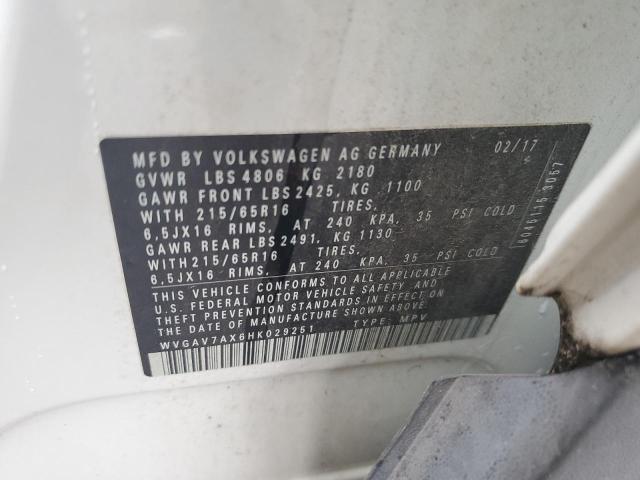 MFD BY VOLKSWAGEN AG GERMANY 02/17
GVWR LBS 4806 KG 2180
GAWR FRONT LBS 2425, KG 1100
WITH 215/65R16 TIRES.
6,5JX16 RIMS, AT 240 KPA, 35 PSI COLD
GAWR REAR LBS 2491, KG 1130
WITH 215/65R16 TIRES.
6,5JX16 RIMS, AT 240 KPA, 35 PSI COLD
THIS VEHICLE CONFORMS TO ALL APPLICABLE
U.S. FEDERAL MOTOR VEHICLE SAFETY AND
THEFT PREVENTION STANDARDS IN EFFECT ON
THE DATE OF MANUFACTURE SHOWN ABOVE.
WVGAV7AX6HK029251 TYPE: MPV